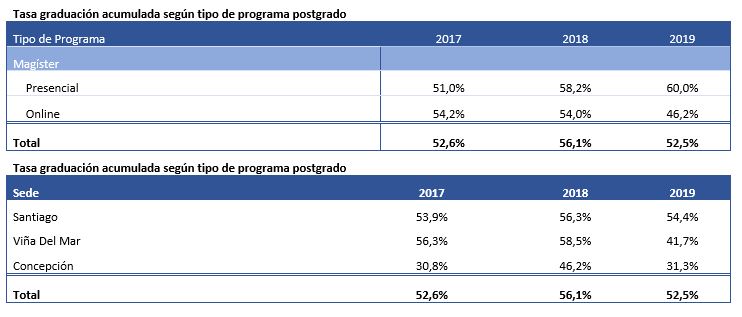 Tasa graduación acumulada según tipo de programa postgrado
Tipo de Programa 2017 2018 2019
Magíster
Presencial 51,0% 58,2% 60,0%
Online 54,2% 54,0% 46,2%
Total 52,6% 56,1% 52,5%
Tasa graduación acumulada según tipo de programa postgrado
Sede 2017 2018 2019
Santiago 53,9% 56,3% 54,4%
Viña Del Mar 56,3% 58,5% 41,7%
Concepción 30,8% 46,2% 31,3%
Total 52,6% 56,1% 52,5%